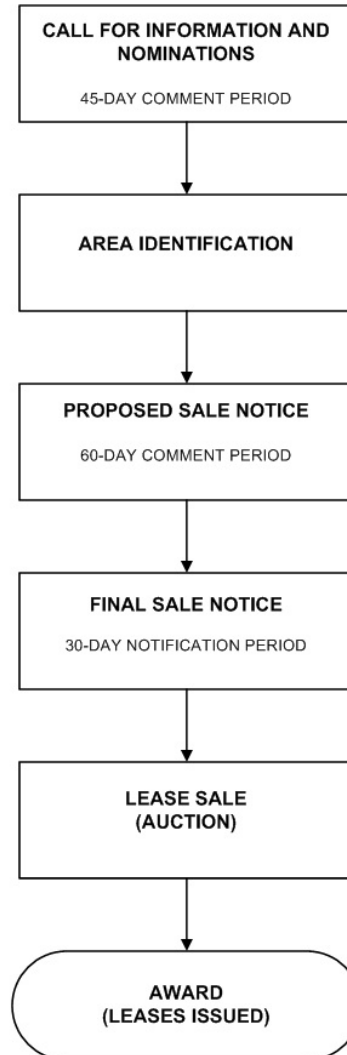 CALL FOR INFORMATION AND
NOMINATIONS
45-DAY COMMENT PERIOD
AREA IDENTIFICATION
PROPOSED SALE NOTICE
60-DAY COMMENT PERIOD
FINAL SALE NOTICE
30-DAY NOTIFICATION PERIOD
LEASE SALE
(AUCTION)
AWARD
(LEASES ISSUED)